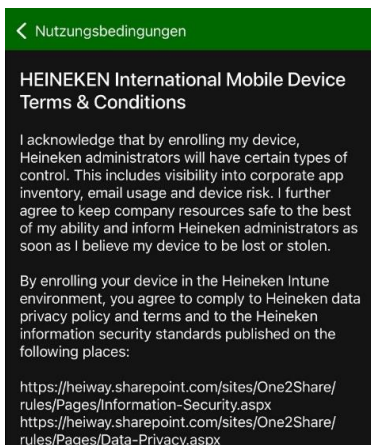 Nutzungsbedingungen
HEINEKEN International Mobile Device
Terms & Conditions
I acknowledge that by enrolling my device,
Heineken administrators will have certain types of
control. This includes visibility into corporate app
inventory, email usage and device risk. I further
agree to keep company resources safe to the best
of my ability and inform Heineken administrators as
soon as I believe my device to be lost or stolen.
By enrolling your device in the Heineken Intune
environment, you agree to comply to Heineken data
privacy policy and terms and to the Heineken
information security standards published on the
following places:
https://heiway.sharepoint.com/sites/One2Share/
rules/Pages/Information-Security.aspx
https://heiway.sharepoint.com/sites/One2Share/
rules/Pages/Data-Privacy.aspx